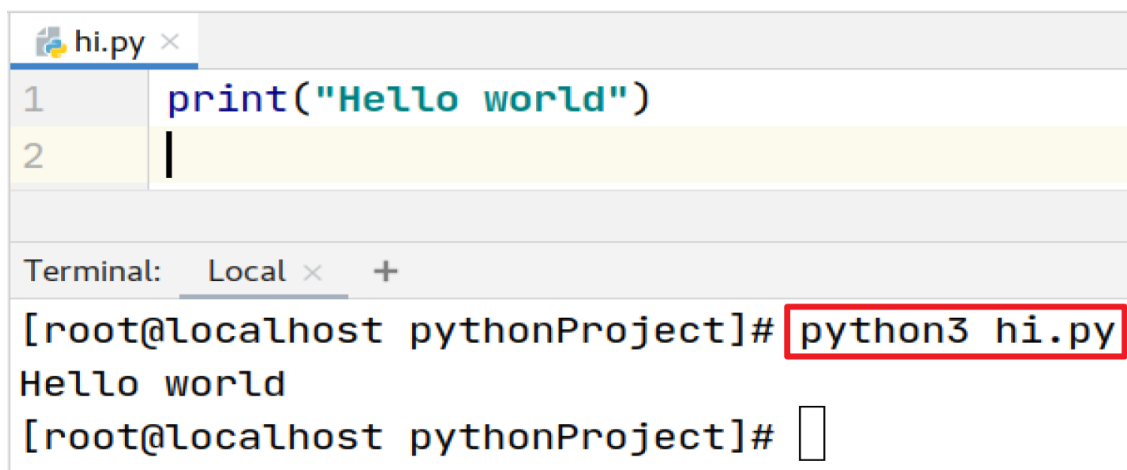 hi.py
1 print("Hello world")
2
Terminal: Local +
[root@localhost pythonProject]# python3 hi.py
Hello world
[root@localhost pythonProject]#